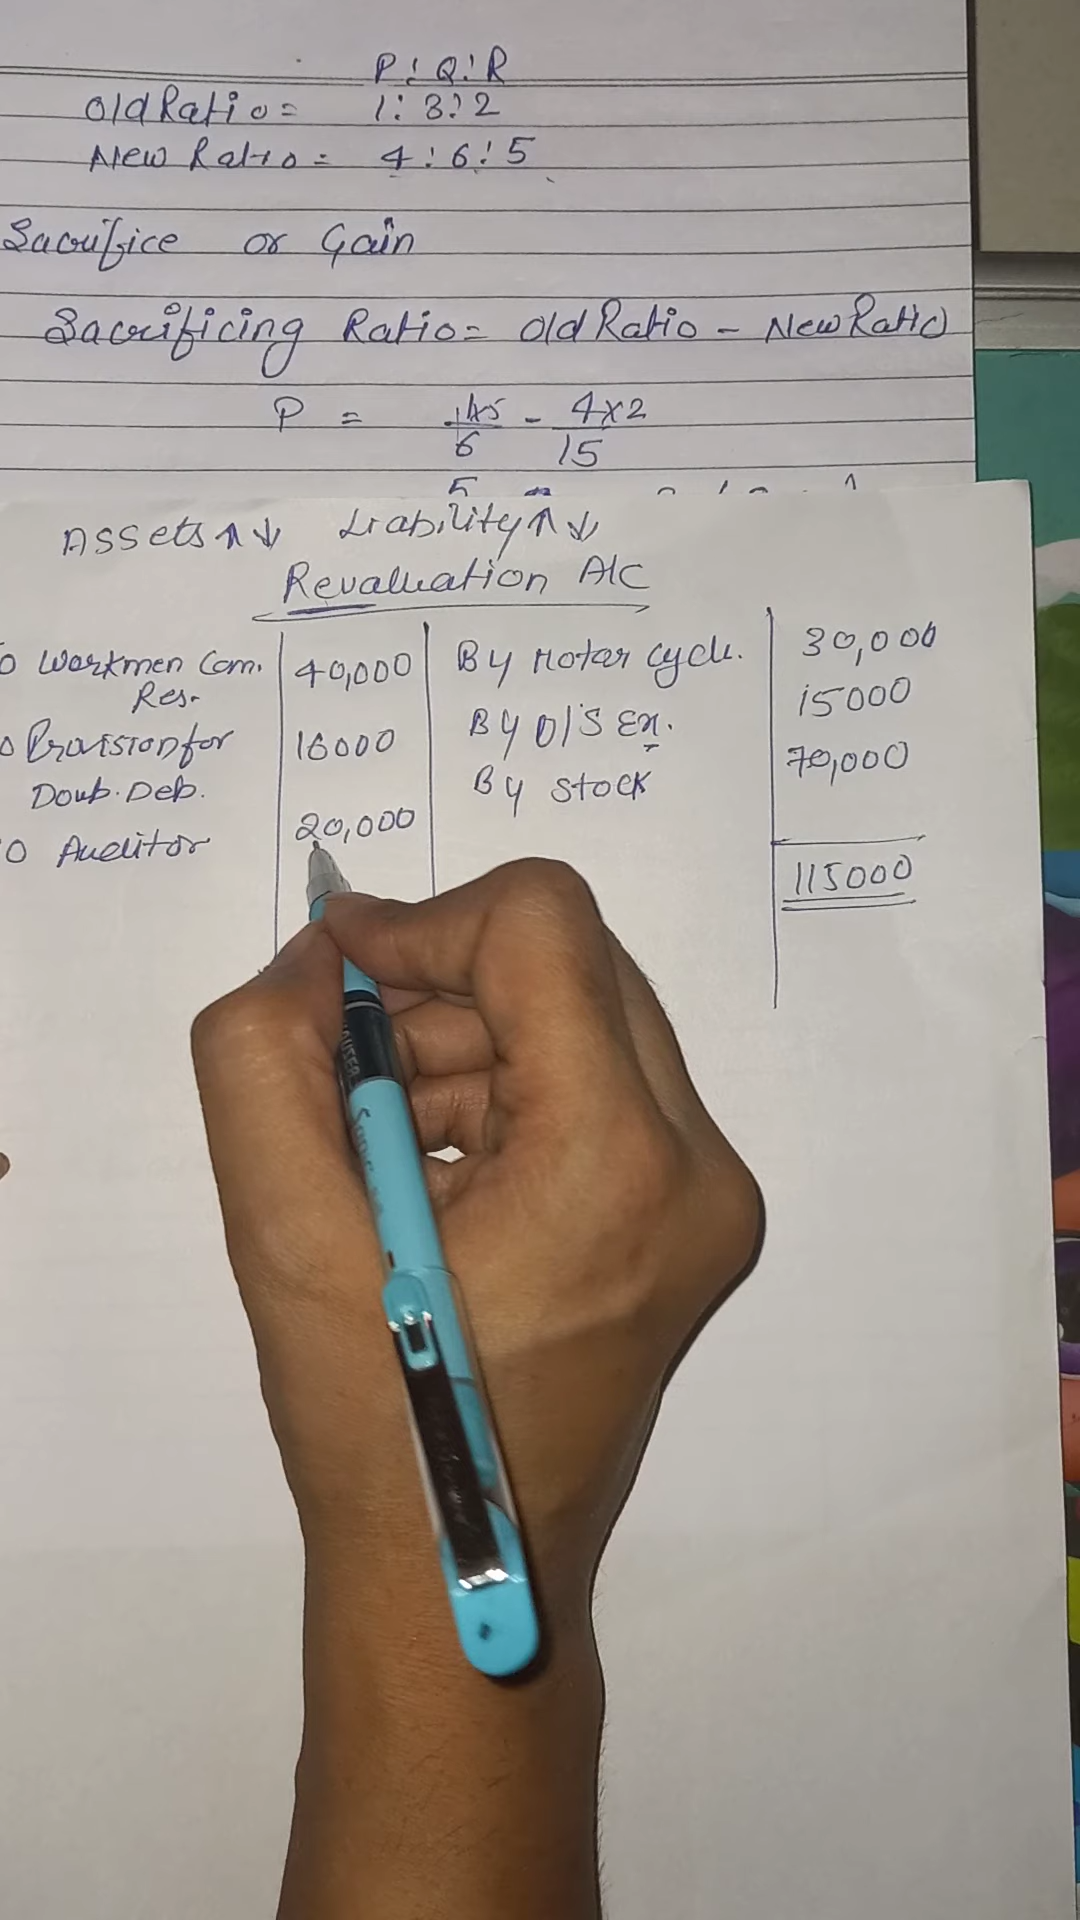 P : Q : R
Old Ratio = 1 : 3 : 2
New Ratio = 4 : 6 : 5
Sacrifice or Gain
Sacrificing Ratio = Old Ratio - New Ratio
P = 1x5/6 - 4x2/15
Assets ↑↓ Liability ↑↓
Revaluation A/C
o Workmen Com. Res. 40,000 By Motor cycle. 30,000
o Provision for Doub. Deb. 16000 By O/S Ex. 15000
By Stock 70,000
o Auditor 20,000
115000